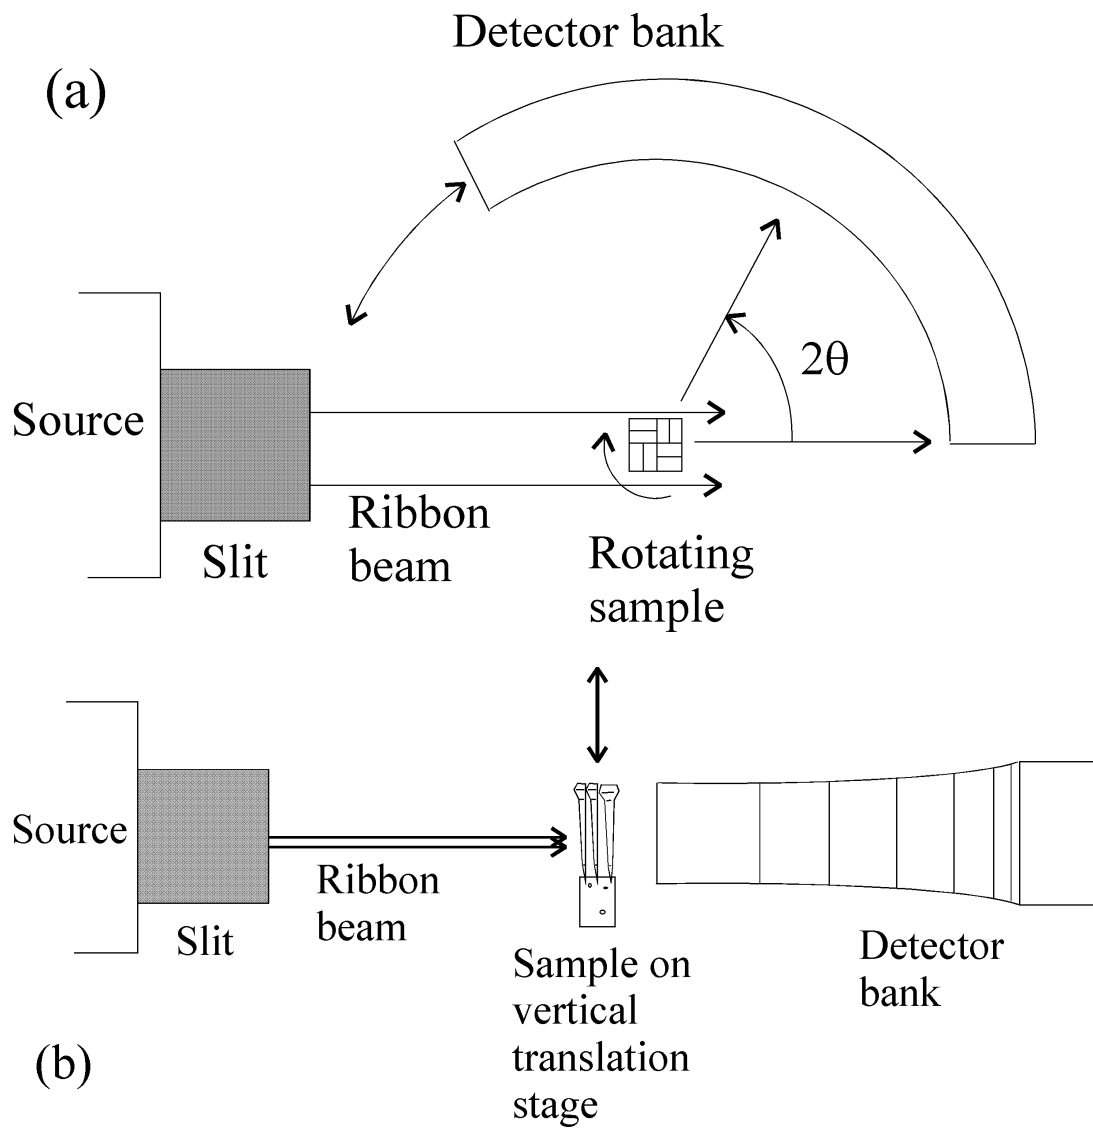 Detector bank
(a)
2θ
Source
Ribbon
beam
Slit
Rotating
sample
Source
Ribbon
beam
Slit
Detector
bank
Sample on
vertical
translation
stage
(b)